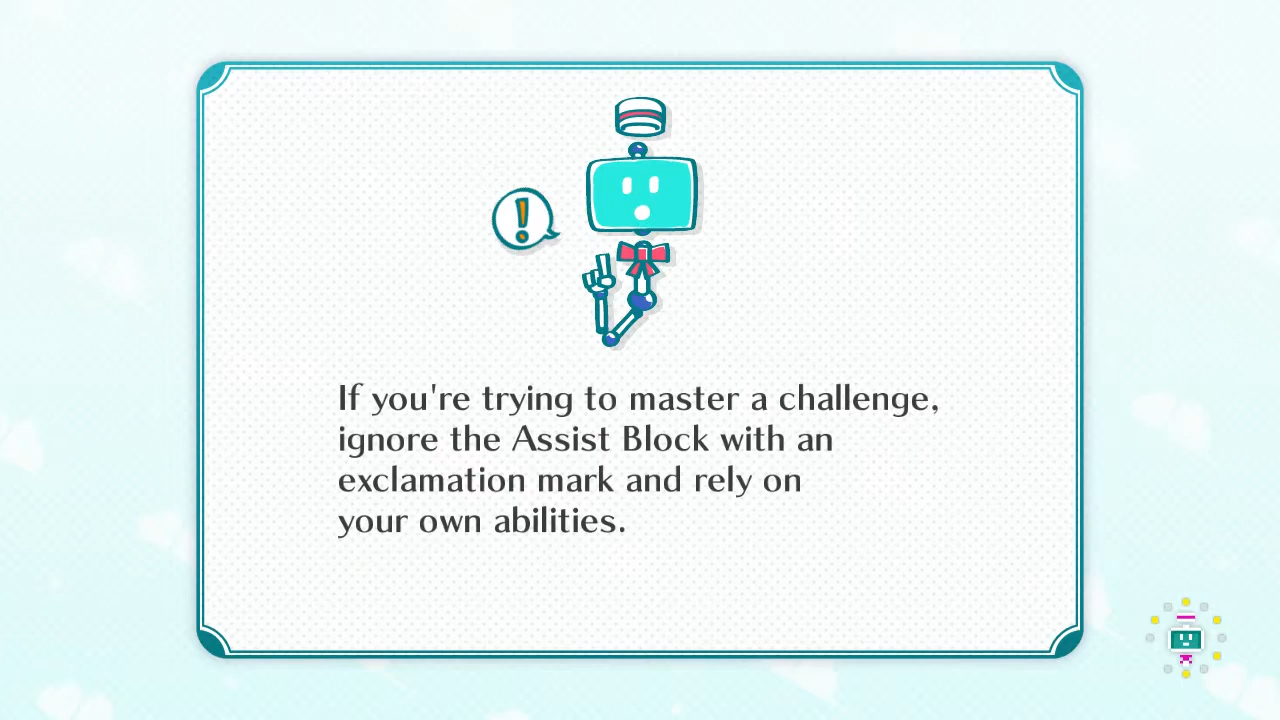 !
If you're trying to master a challenge,
ignore the Assist Block with an
exclamation mark and rely on
your own abilities.